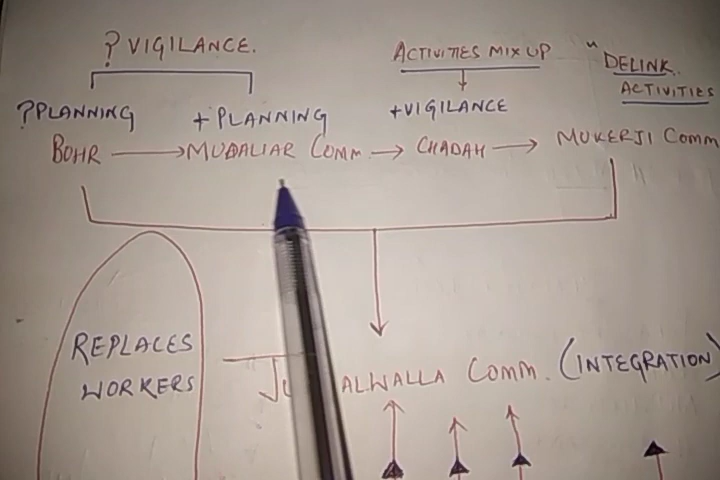 ? VIGILANCE.
ACTIVITIES MIX UP
"DELINK
ACTIVITIES
?PLANNING
+ PLANNING
+VIGILANCE
BOHR
MUDALIAR COMM.
CHADAH
MUKERJI COMM
REPLACES
WORKERS
ALWALLA COMM. (INTEGRATION)